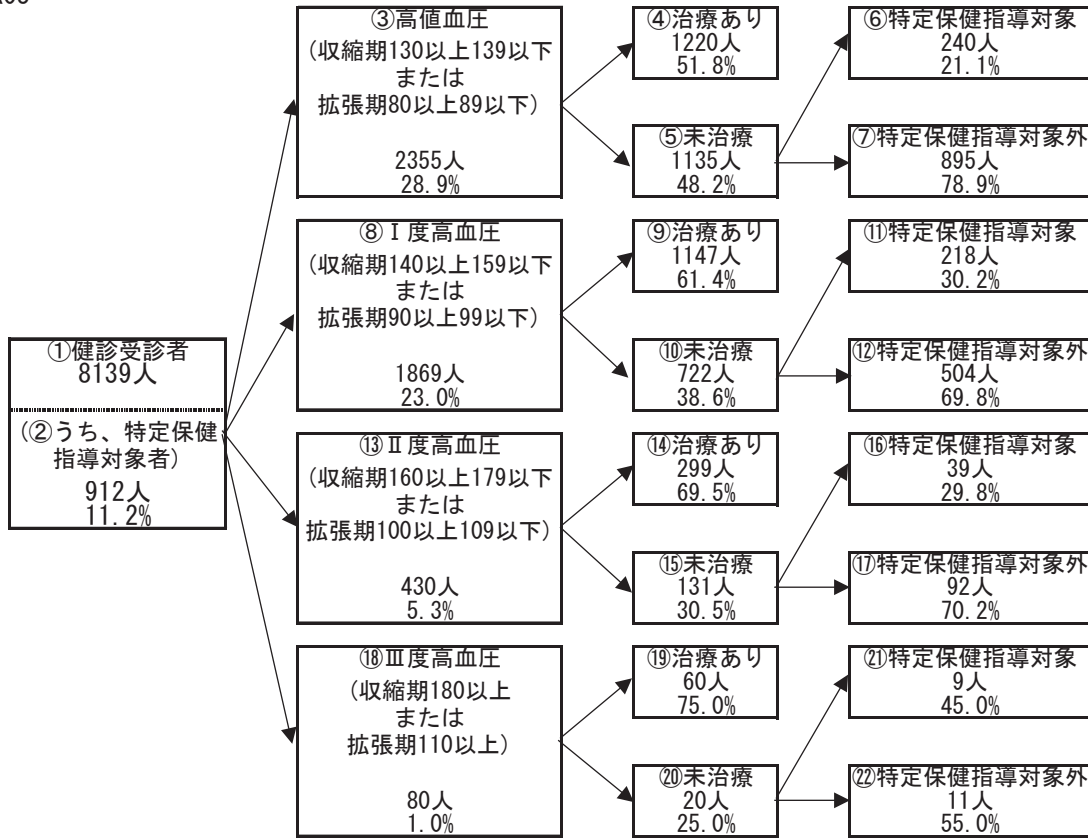 ①健診受診者
8139人
(②うち、特定保健
指導対象者)
912人
11.2%
③高値血圧
(収縮期130以上139以下
または
拡張期80以上89以下)
2355人
28.9%
④治療あり
1220人
51.8%
⑤未治療
1135人
48.2%
⑥特定保健指導対象
240人
21.1%
⑦特定保健指導対象外
895人
78.9%
⑧Ⅰ度高血圧
(収縮期140以上159以下
または
拡張期90以上99以下)
1869人
23.0%
⑨治療あり
1147人
61.4%
⑩未治療
722人
38.6%
⑪特定保健指導対象
218人
30.2%
⑫特定保健指導対象外
504人
69.8%
⑬Ⅱ度高血圧
(収縮期160以上179以下
または
拡張期100以上109以下)
430人
5.3%
⑭治療あり
299人
69.5%
⑮未治療
131人
30.5%
⑯特定保健指導対象
39人
29.8%
⑰特定保健指導対象外
92人
70.2%
⑱Ⅲ度高血圧
(収縮期180以上
または
拡張期110以上)
80人
1.0%
⑲治療あり
60人
75.0%
⑳未治療
20人
25.0%
㉑特定保健指導対象
9人
45.0%
㉒特定保健指導対象外
11人
55.0%